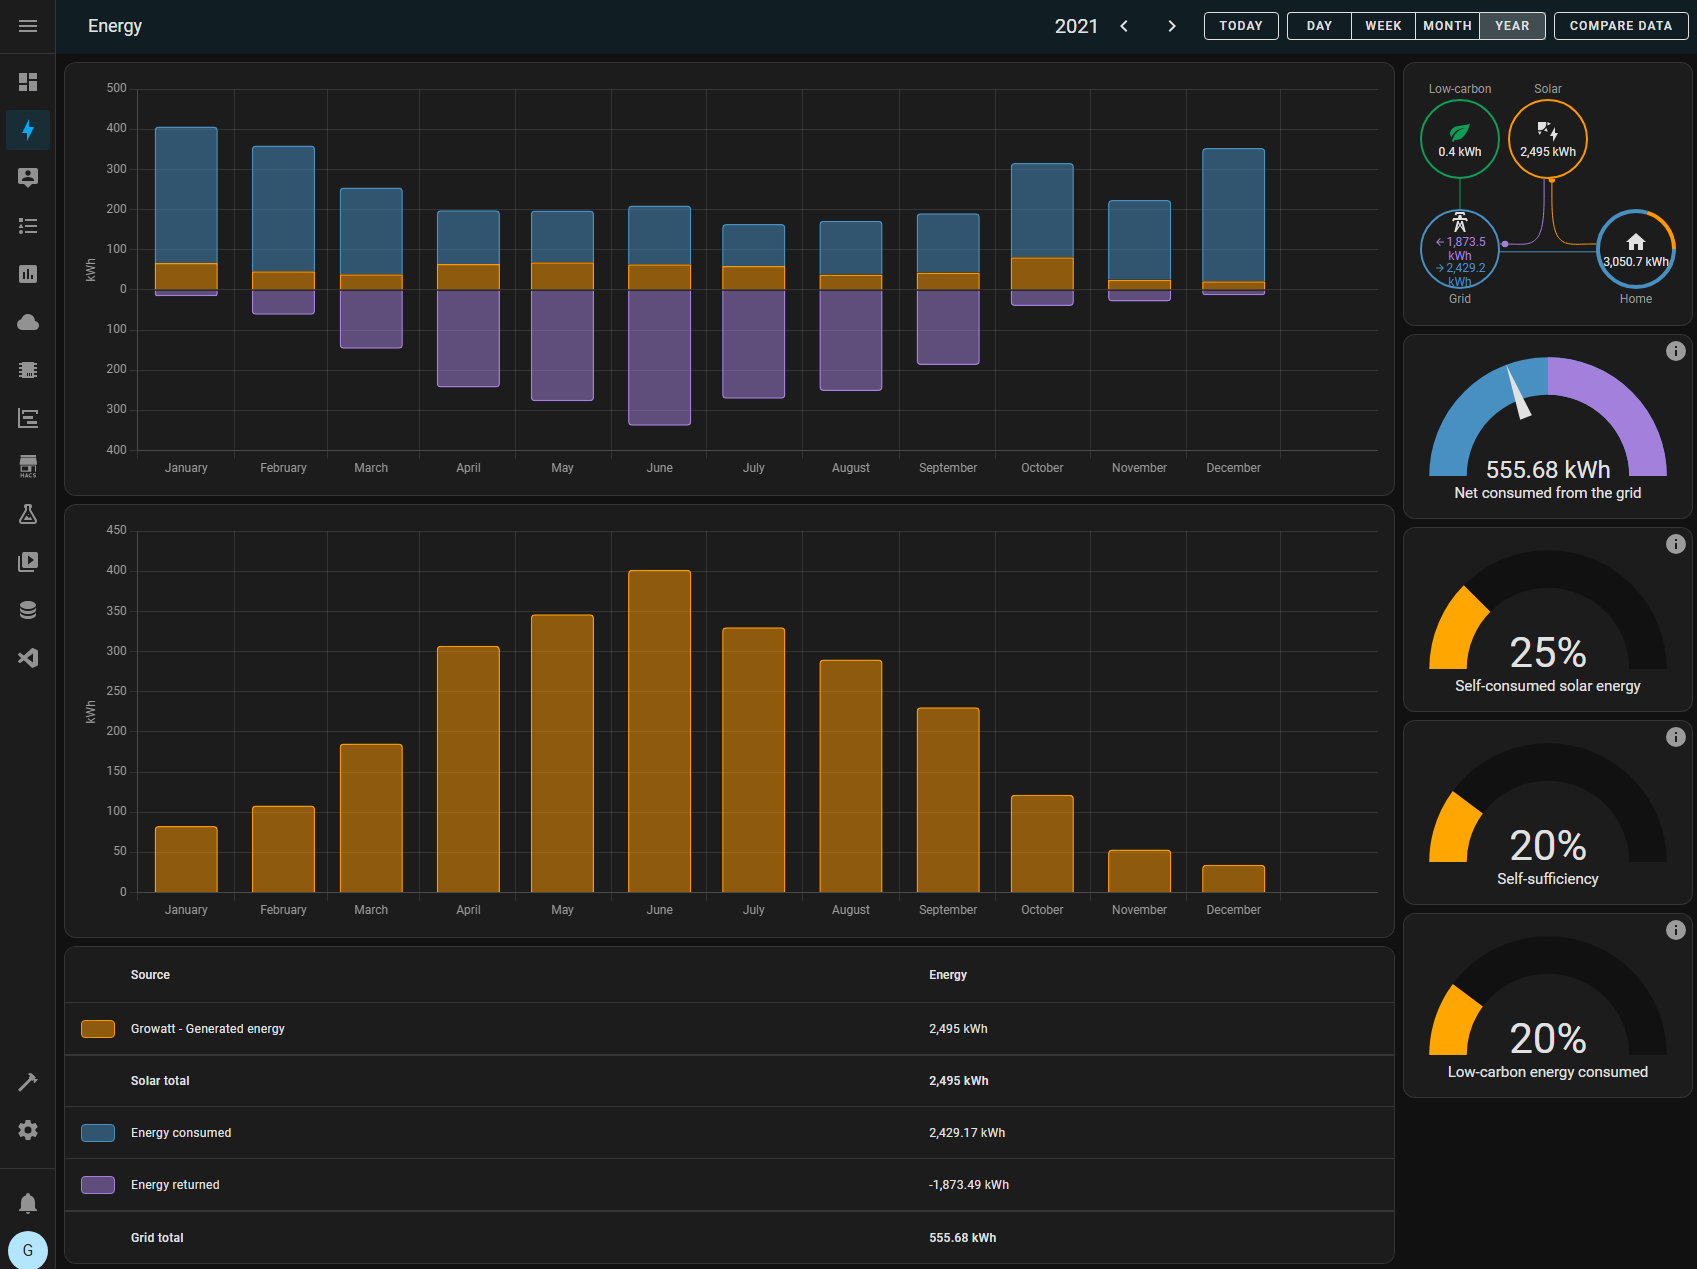 Energy
2021
TODAY
DAY
WEEK
MONTH
YEAR
COMPARE DATA
500
400
300
200
100
0
100
200
300
400
kWh
January
February
March
April
May
June
July
August
September
October
November
December
450
400
350
300
250
200
150
100
50
0
kWh
January
February
March
April
May
June
July
August
September
October
November
December
Source
Energy
Growatt - Generated energy
2,495 kWh
Solar total
2,495 kWh
Energy consumed
2,429.17 kWh
Energy returned
-1,873.49 kWh
Grid total
555.68 kWh
Low-carbon
Solar
0.4 kWh
2,495 kWh
←1,873.5
kWh
→2,429.2
kWh
3,050.7 kWh
Grid
Home
555.68 kWh
Net consumed from the grid
25%
Self-consumed solar energy
20%
Self-sufficiency
20%
Low-carbon energy consumed
HACS
G